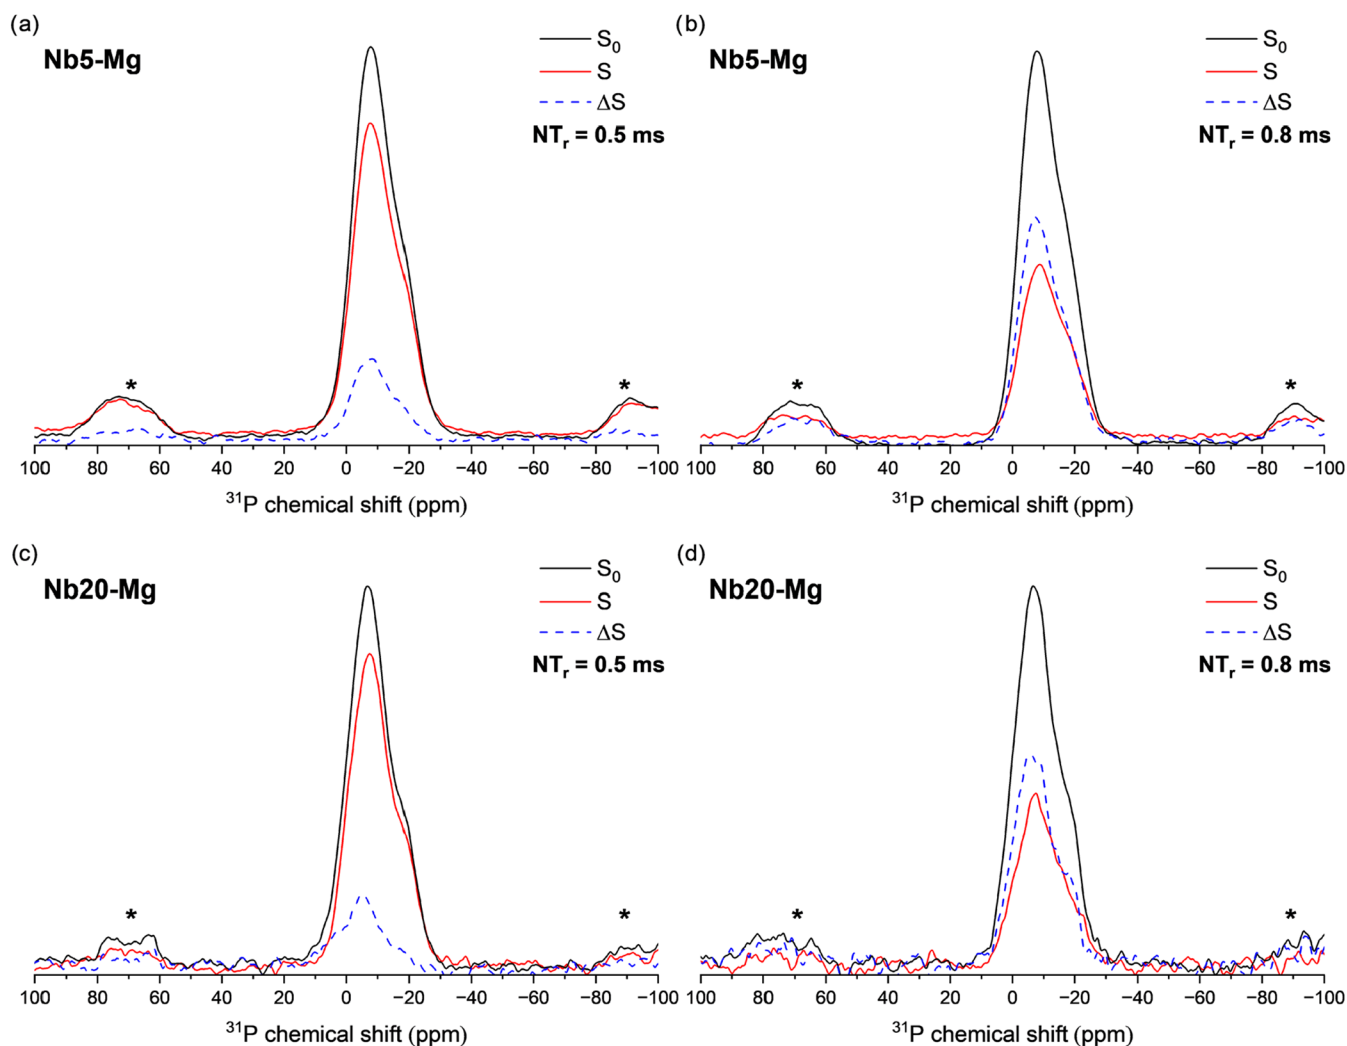 (a)
Nb5-Mg
S₀
S
ΔS
NTᵣ = 0.5 ms
*
*
100 80 60 40 20 0 -20 -40 -60 -80 -100
³¹P chemical shift (ppm)
(b)
Nb5-Mg
S₀
S
ΔS
NTᵣ = 0.8 ms
*
*
100 80 60 40 20 0 −20 −40 −60 −80 −100
³¹P chemical shift (ppm)
(c)
Nb20-Mg
S₀
S
ΔS
NTᵣ = 0.5 ms
*
*
100 80 60 40 20 0 -20 -40 -60 -80 -100
³¹P chemical shift (ppm)
(d)
Nb20-Mg
S₀
S
ΔS
NTᵣ = 0.8 ms
*
*
100 80 60 40 20 0 −20 −40 −60 −80 −100
³¹P chemical shift (ppm)